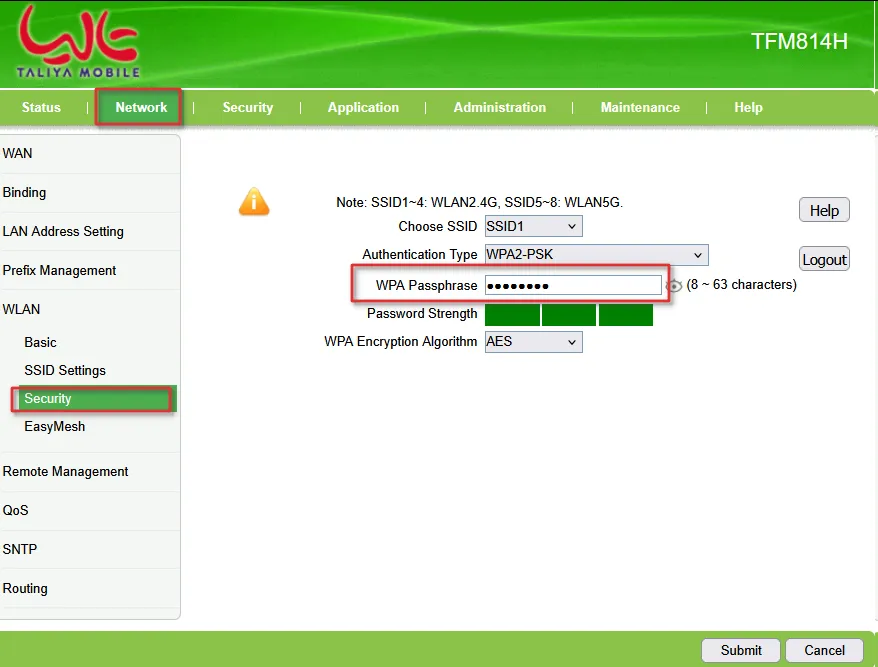 عاليا
TALIYA MOBILE
TFM814H
Status | Network | Security | Application | Administration | Maintenance | Help
WAN
Binding
LAN Address Setting
Prefix Management
WLAN
Basic
SSID Settings
Security
EasyMesh
Remote Management
QoS
SNTP
Routing
Note: SSID1~4: WLAN2.4G, SSID5~8: WLAN5G.
Choose SSID SSID1
Authentication Type WPA2-PSK
WPA Passphrase ●●●●●●●● (8 ~ 63 characters)
Password Strength
WPA Encryption Algorithm AES
Help
Logout
Submit Cancel